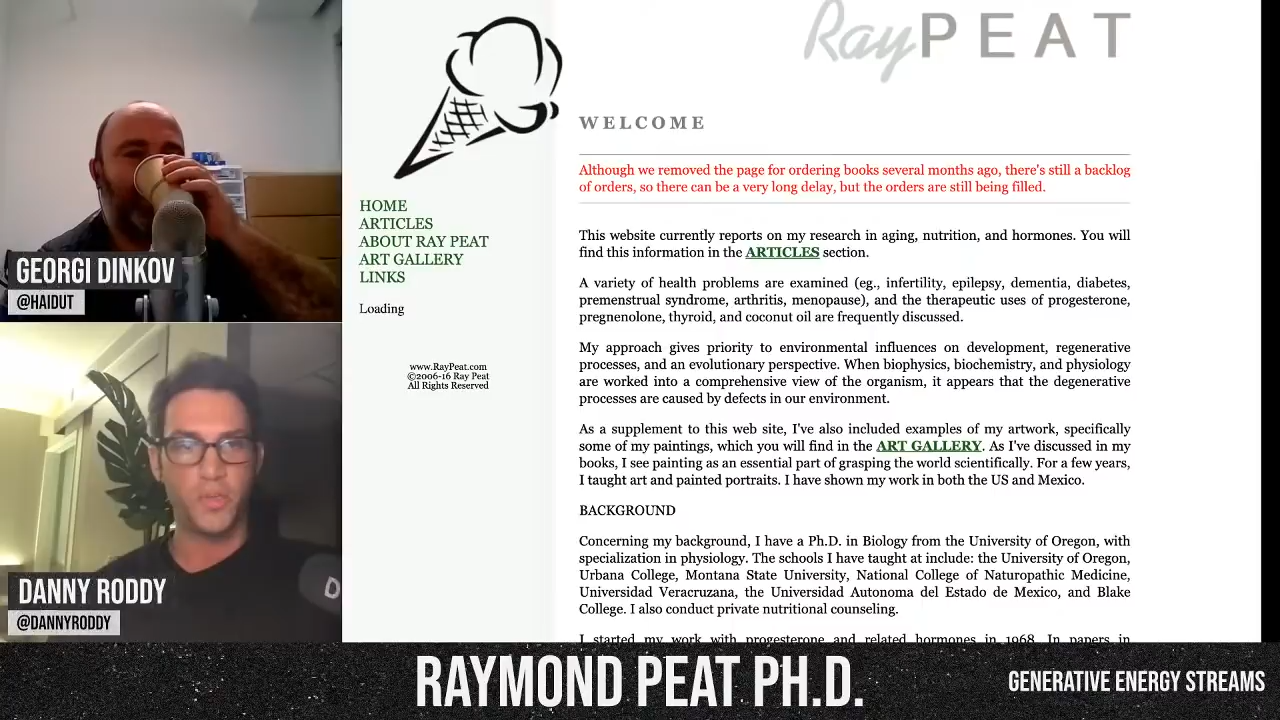 GEORGI DINKOV
@HAIDUT
DANNY RODDY
@DANNYRODDY
D
HOME
ARTICLES
ABOUT RAY PEAT
ART GALLERY
LINKS
Loading
www.RayPeat.com
©2006-16 Ray Peat
All Rights Reserved
Ray PEAT
WELCOME
Although we removed the page for ordering books several months ago, there's still a backlog
of orders, so there can be a very long delay, but the orders are still being filled.
This website currently reports on my research in aging, nutrition, and hormones. You will
find this information in the ARTICLES section.
A variety of health problems are examined (eg., infertility, epilepsy, dementia, diabetes,
premenstrual syndrome, arthritis, menopause), and the therapeutic uses of progesterone,
pregnenolone, thyroid, and coconut oil are frequently discussed.
My approach gives priority to environmental influences on development, regenerative
processes, and an evolutionary perspective. When biophysics, biochemistry, and physiology
are worked into a comprehensive view of the organism, it appears that the degenerative
processes are caused by defects in our environment.
As a supplement to this web site, I've also included examples of my artwork, specifically
some of my paintings, which you will find in the ART GALLERY. As I've discussed in my
books, I see painting as an essential part of grasping the world scientifically. For a few years,
I taught art and painted portraits. I have shown my work in both the US and Mexico.
BACKGROUND
Concerning my background, I have a Ph.D. in Biology from the University of Oregon, with
specialization in physiology. The schools I have taught at include: the University of Oregon,
Urbana College, Montana State University, National College of Naturopathic Medicine,
Universidad Veracruzana, the Universidad Autonoma del Estado de Mexico, and Blake
College. I also conduct private nutritional counseling.
I started my work with progesterone and related hormones in 1968. In papers in
RAYMOND PEAT PH.D.
GENERATIVE ENERGY STREAMS